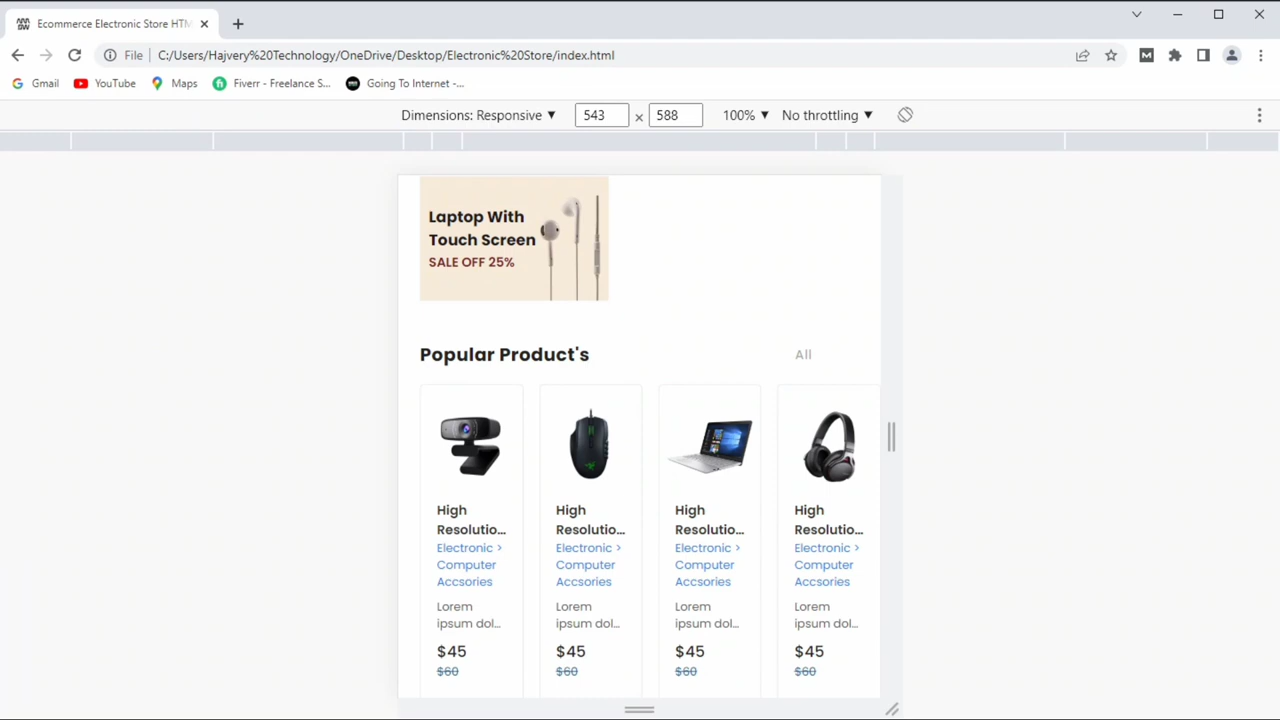 Ecommerce Electronic Store HTM
File C:/Users/Hajvery%20Technology/OneDrive/Desktop/Electronic%20Store/index.html
Gmail YouTube Maps Fiverr - Freelance S... Going To Internet -...
Dimensions: Responsive 543 × 588 100% No throttling
Laptop With
Touch Screen
SALE OFF 25%
Popular Product's All
High High High High
Resolutio... Resolutio... Resolutio... Resolutio...
Electronic > Electronic > Electronic > Electronic >
Computer Computer Computer Computer
Accsories Accsories Accsories Accsories
Lorem Lorem Lorem Lorem
ipsum dol... ipsum dol... ipsum dol... ipsum dol...
$45 $45 $45 $45
$60 $60 $60 $60